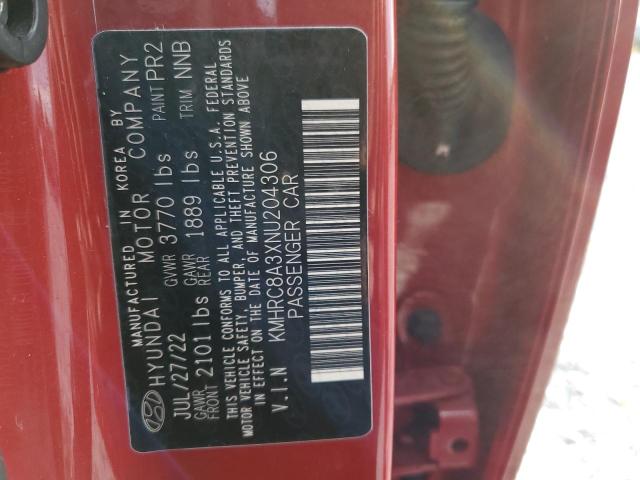 MANUFACTURED IN KOREA BY
HYUNDAI MOTOR COMPANY
JUL/27/22 GVWR 3770 lbs PAINT PR2
GAWR FRONT 2101 lbs GAWR REAR 1889 lbs TRIM NNB
THIS VEHICLE CONFORMS TO ALL APPLICABLE U.S.A. FEDERAL
MOTOR VEHICLE SAFETY, BUMPER, AND THEFT PREVENTION STANDARDS
IN EFFECT ON THE DATE OF MANUFACTURE SHOWN ABOVE
V.I.N KMHRC8A3XNU204306
PASSENGER CAR